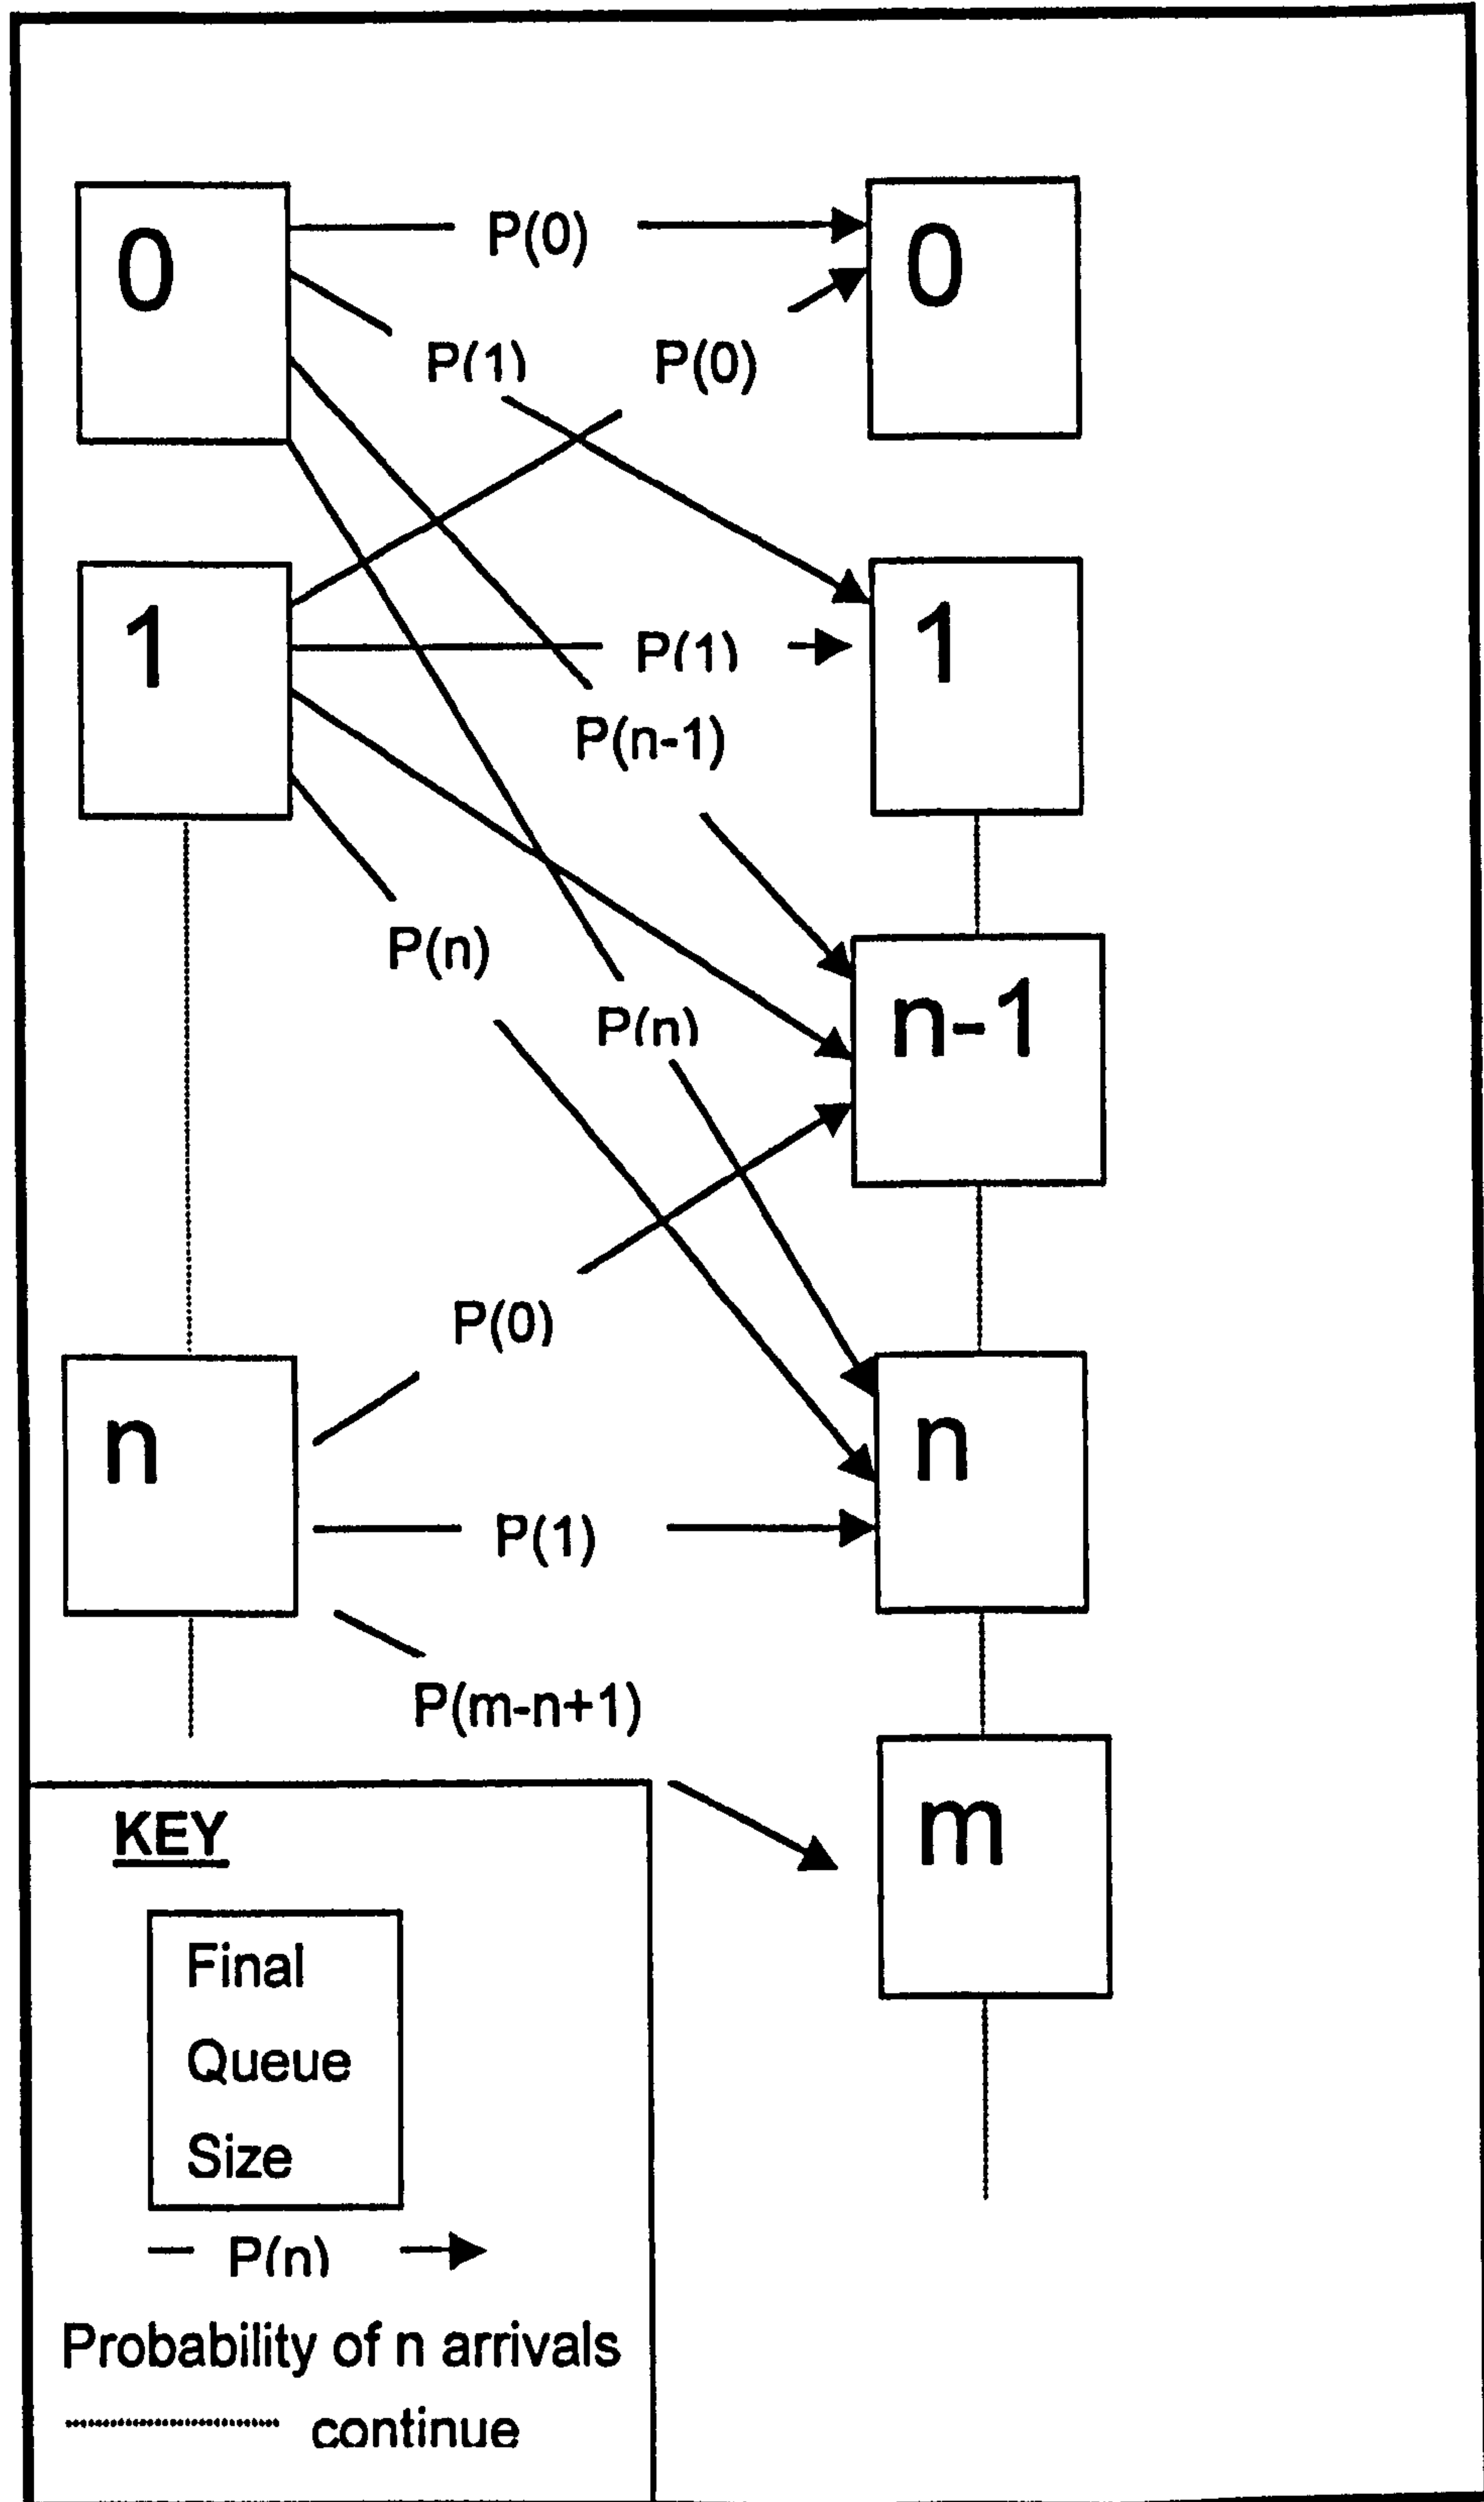 0 P(0) 0
P(1) P(0)
1 P(1) 1
P(n-1)
P(n) n-1
P(n)
P(0)
n n
P(1)
P(m-n+1)
m
KEY
Final
Queue
Size
P(n)
Probability of n arrivals
continue